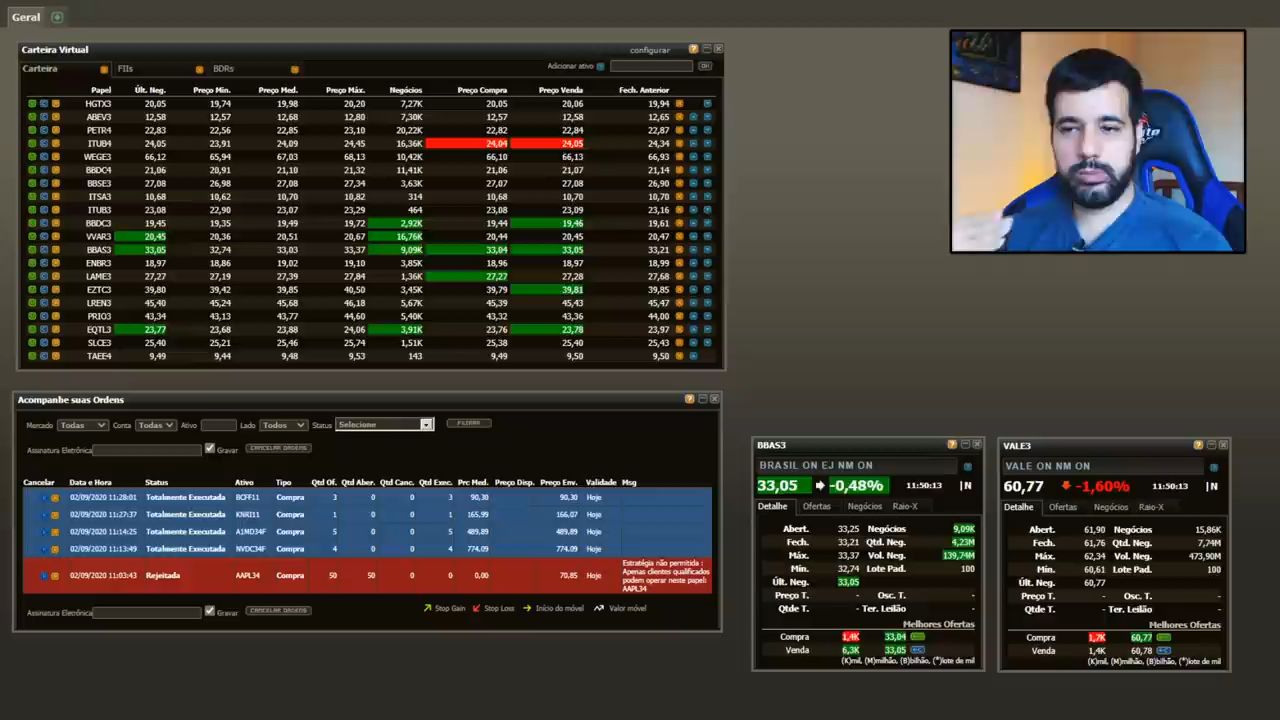 Geral
Carteira Virtual configurar
Carteira FIIs BDRs Adicionar ativo OK
Papel Últ. Neg. Preço Min. Preço Med. Preço Máx. Negócios Preço Compra Preço Venda Fech. Anterior
HGTX3 20,05 19,74 19,98 20,20 7,27K 20,05 20,06 19,94
ABEV3 12,58 12,57 12,68 12,80 7,30K 12,57 12,58 12,65
PETR4 22,83 22,56 22,85 23,10 20,22K 22,82 22,84 22,87
ITUB4 24,05 23,91 24,09 24,45 16,36K 24,04 24,05 24,34
WEGE3 66,12 65,94 67,03 68,13 10,42K 66,10 66,13 66,93
BBDC4 21,06 20,91 21,10 21,32 11,41K 21,06 21,07 21,14
BBSE3 27,08 26,98 27,08 27,34 3,63K 27,07 27,08 26,90
ITSA3 10,68 10,62 10,70 10,82 314 10,68 10,70 10,70
ITUB3 23,08 22,90 23,07 23,29 464 23,08 23,09 23,16
BBDC3 19,45 19,35 19,49 19,72 2,92K 19,44 19,46 19,61
VVAR3 20,45 20,36 20,51 20,67 16,76K 20,44 20,45 20,47
BBAS3 33,05 32,74 33,03 33,37 9,09K 33,04 33,05 33,21
ENBR3 18,97 18,86 19,02 19,10 3,85K 18,96 18,97 18,99
LAME3 27,27 27,19 27,39 27,84 1,36K 27,27 27,28 27,68
EZTC3 39,80 39,42 39,85 40,50 3,45K 39,79 39,81 39,85
LREN3 45,40 45,24 45,68 46,18 5,67K 45,39 45,43 45,47
PRIO3 43,34 43,13 43,77 44,60 5,40K 43,32 43,36 44,00
EQTL3 23,77 23,68 23,88 24,06 3,91K 23,76 23,78 23,97
SLCE3 25,40 25,21 25,46 25,74 1,51K 25,38 25,40 25,43
TAEE4 9,49 9,44 9,48 9,53 143 9,49 9,50 9,50
Acompanhe suas Ordens
Mercado Todas Conta Todas Ativo Lado Todos Status Selecione FILTRAR
Assinatura Eletrônica Gravar CANCELAR ORDENS
Cancelar Data e Hora Status Ativo Tipo Qtd Of. Qtd Aber. Qtd Canc. Qtd Exec. Prc Med. Preço Disp. Preço Env. Validade Msg
02/09/2020 11:28:01 Totalmente Executada BCFF11 Compra 3 0 0 3 90,30 90,30 Hoje
02/09/2020 11:27:37 Totalmente Executada KNRI11 Compra 1 0 0 1 165,99 166,07 Hoje
02/09/2020 11:14:25 Totalmente Executada A1MD34F Compra 5 0 0 5 489,89 489,89 Hoje
02/09/2020 11:13:49 Totalmente Executada NVDC34F Compra 4 0 0 4 774,09 774,09 Hoje
02/09/2020 11:03:43 Rejeitada AAPL34 Compra 50 50 0 0 0,00 70,85 Hoje Estratégia não permitida :
Apenas clientes qualificados
podem operar neste papel:
AAPL34
Assinatura Eletrônica Gravar CANCELAR ORDENS Stop Gain Stop Loss Início do móvel Valor móvel
BBAS3
BRASIL ON EJ NM ON
33,05 -0,48% 11:50:13 |N
Detalhe Ofertas Negócios Raio-X
Abert. 33,25 Negócios 9,09K
Fech. 33,21 Qtd. Neg. 4,23M
Máx. 33,37 Vol. Neg. 139,74M
Min. 32,74 Lote Pad. 100
Últ. Neg. 33,05
Preço T. - Osc. T. -
Qtde T. - Ter. Leilão -
Melhores Ofertas
Compra 1,4K 33,04
Venda 6,3K 33,05
(K)mil, (M)milhão, (B)bilhão, (*)lote de mil
VALE3
VALE ON NM ON
60,77 -1,60% 11:50:13 |N
Detalhe Ofertas Negócios Raio-X
Abert. 61,90 Negócios 15,86K
Fech. 61,76 Qtd. Neg. 7,74M
Máx. 62,34 Vol. Neg. 473,90M
Min. 60,61 Lote Pad. 100
Últ. Neg. 60,77
Preço T. - Osc. T. -
Qtde T. - Ter. Leilão -
Melhores Ofertas
Compra 1,7K 60,77
Venda 1,4K 60,78
(K)mil, (M)milhão, (B)bilhão, (*)lote de mil